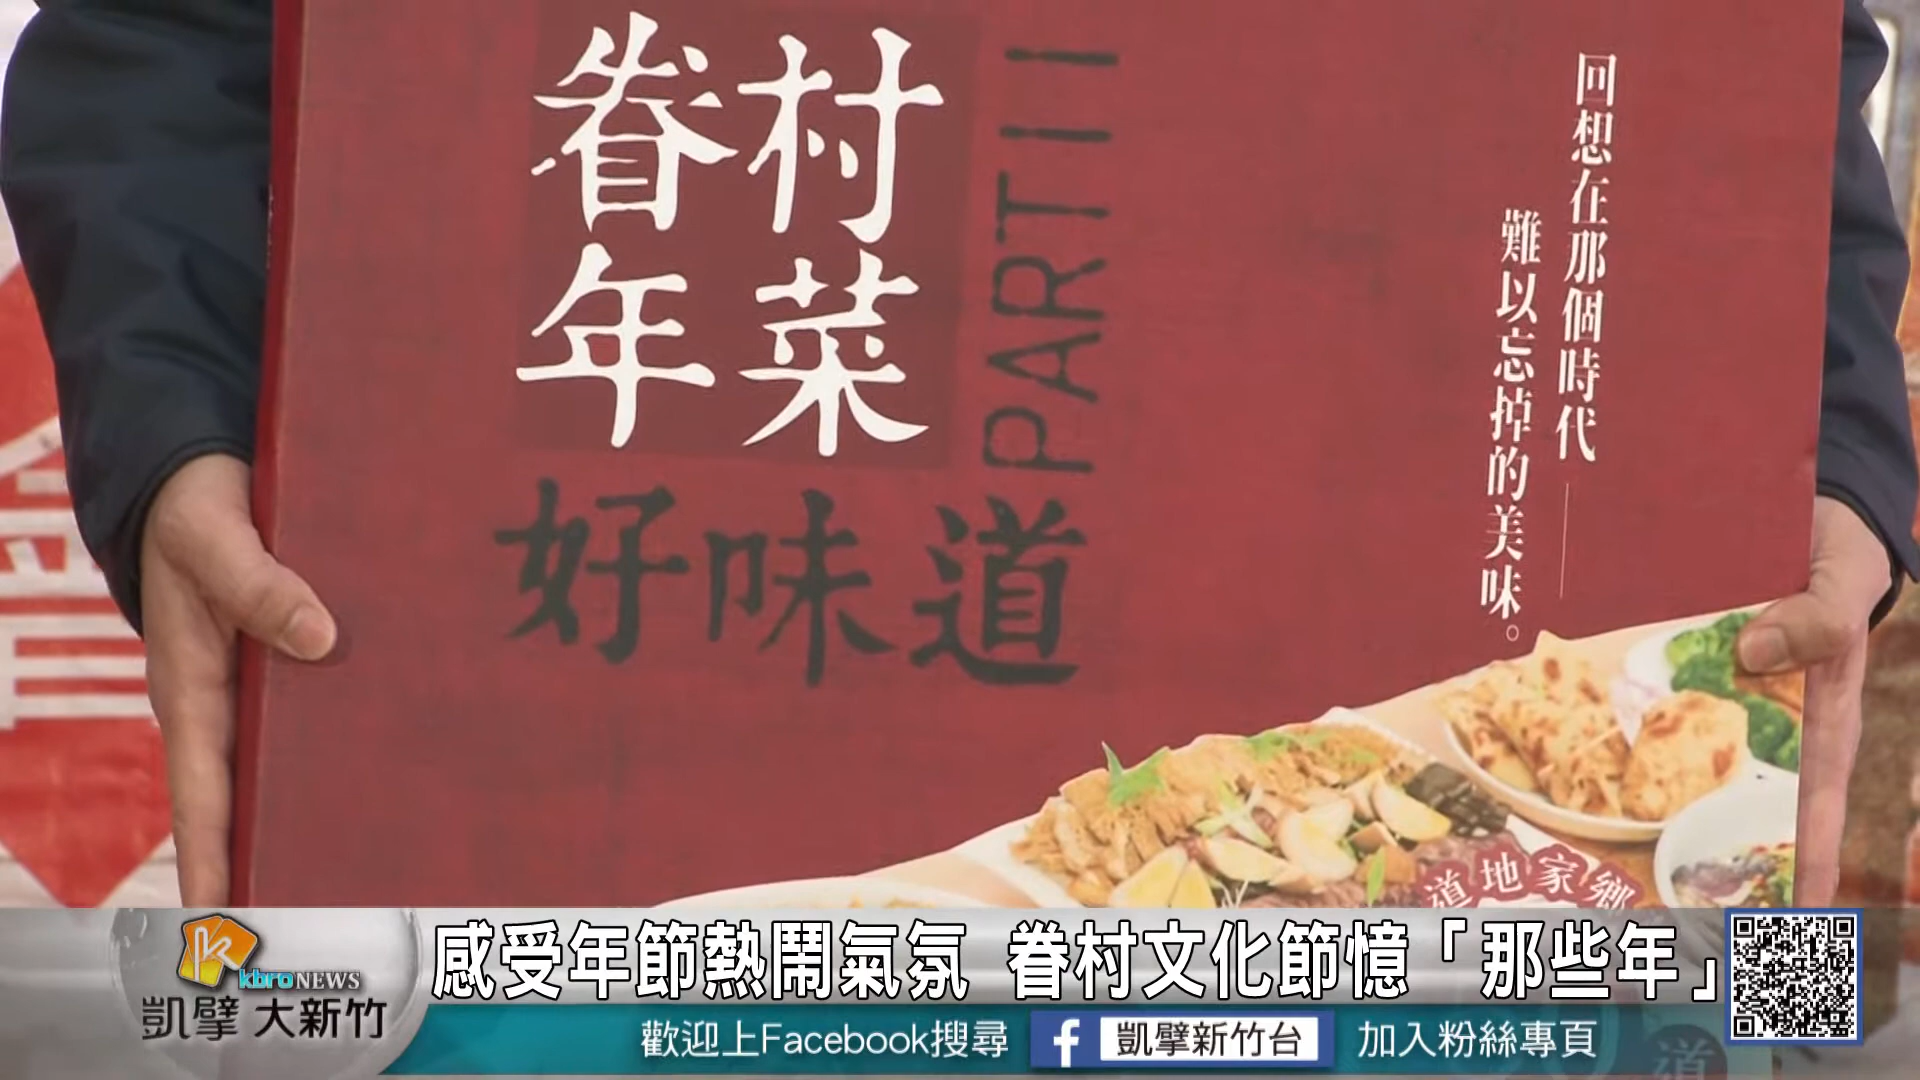 眷村
年菜
好味道
PART II
回想在那個時代——
難以忘掉的美味。
道地家鄉
kbro NEWS
凱擘大新竹
感受年節熱鬧氣氛 眷村文化節憶「那些年」
歡迎上Facebook搜尋 f 凱擘新竹台 加入粉絲專頁
道